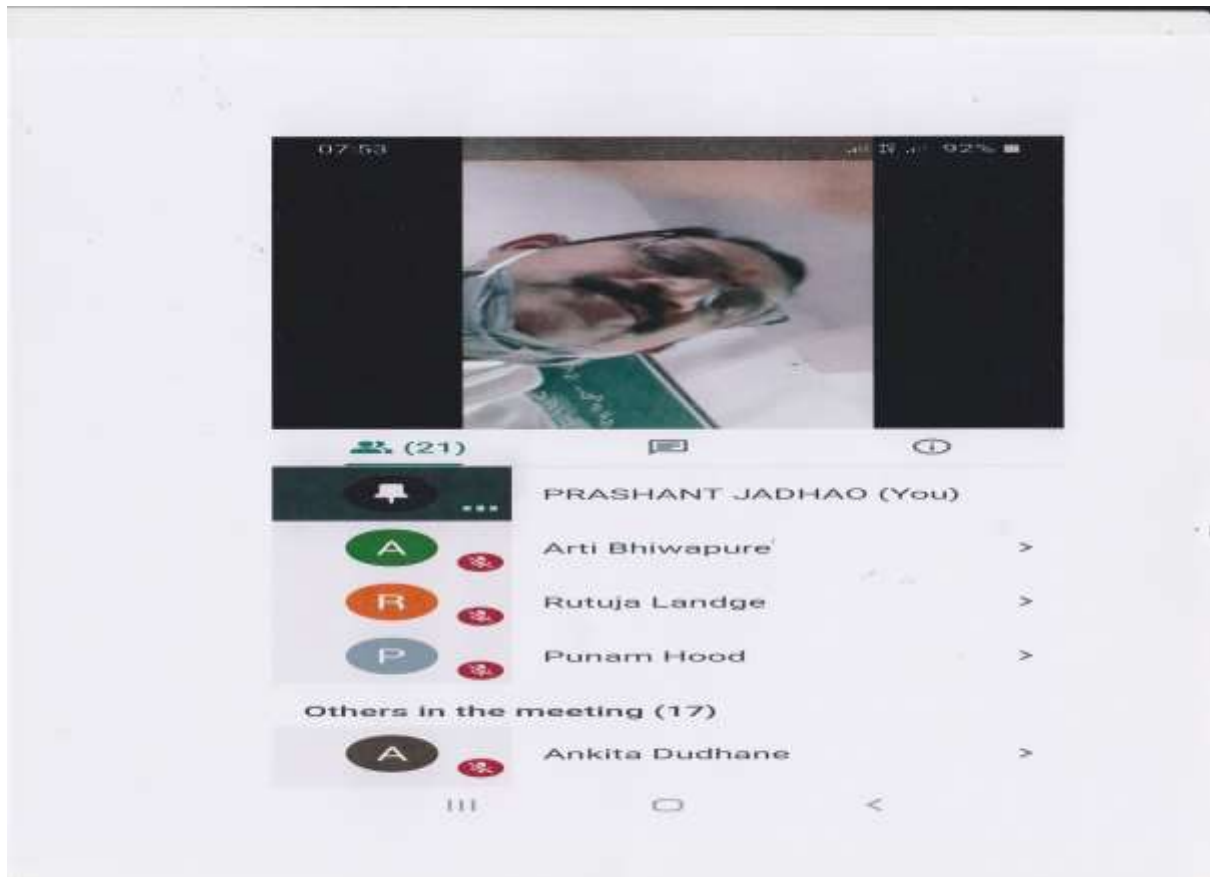 07:53 92%
(21)
PRASHANT JADHAO (You)
Arti Bhiwapure
Rutuja Landge
Punam Hood
Others in the meeting (17)
Ankita Dudhane